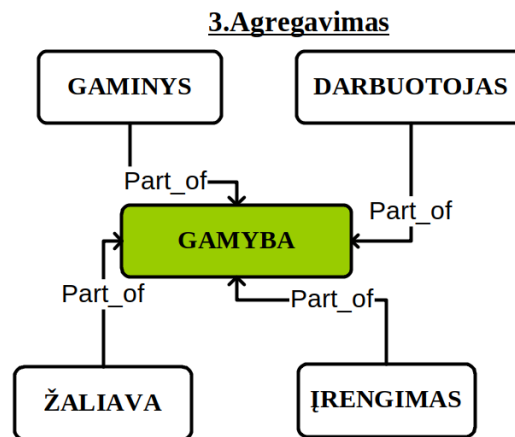 3.Agregavimas
GAMINYS
DARBUOTOJAS
Part_of
Part_of
GAMYBA
Part_of
Part_of
ŽALIAVA
ĮRENGIMAS